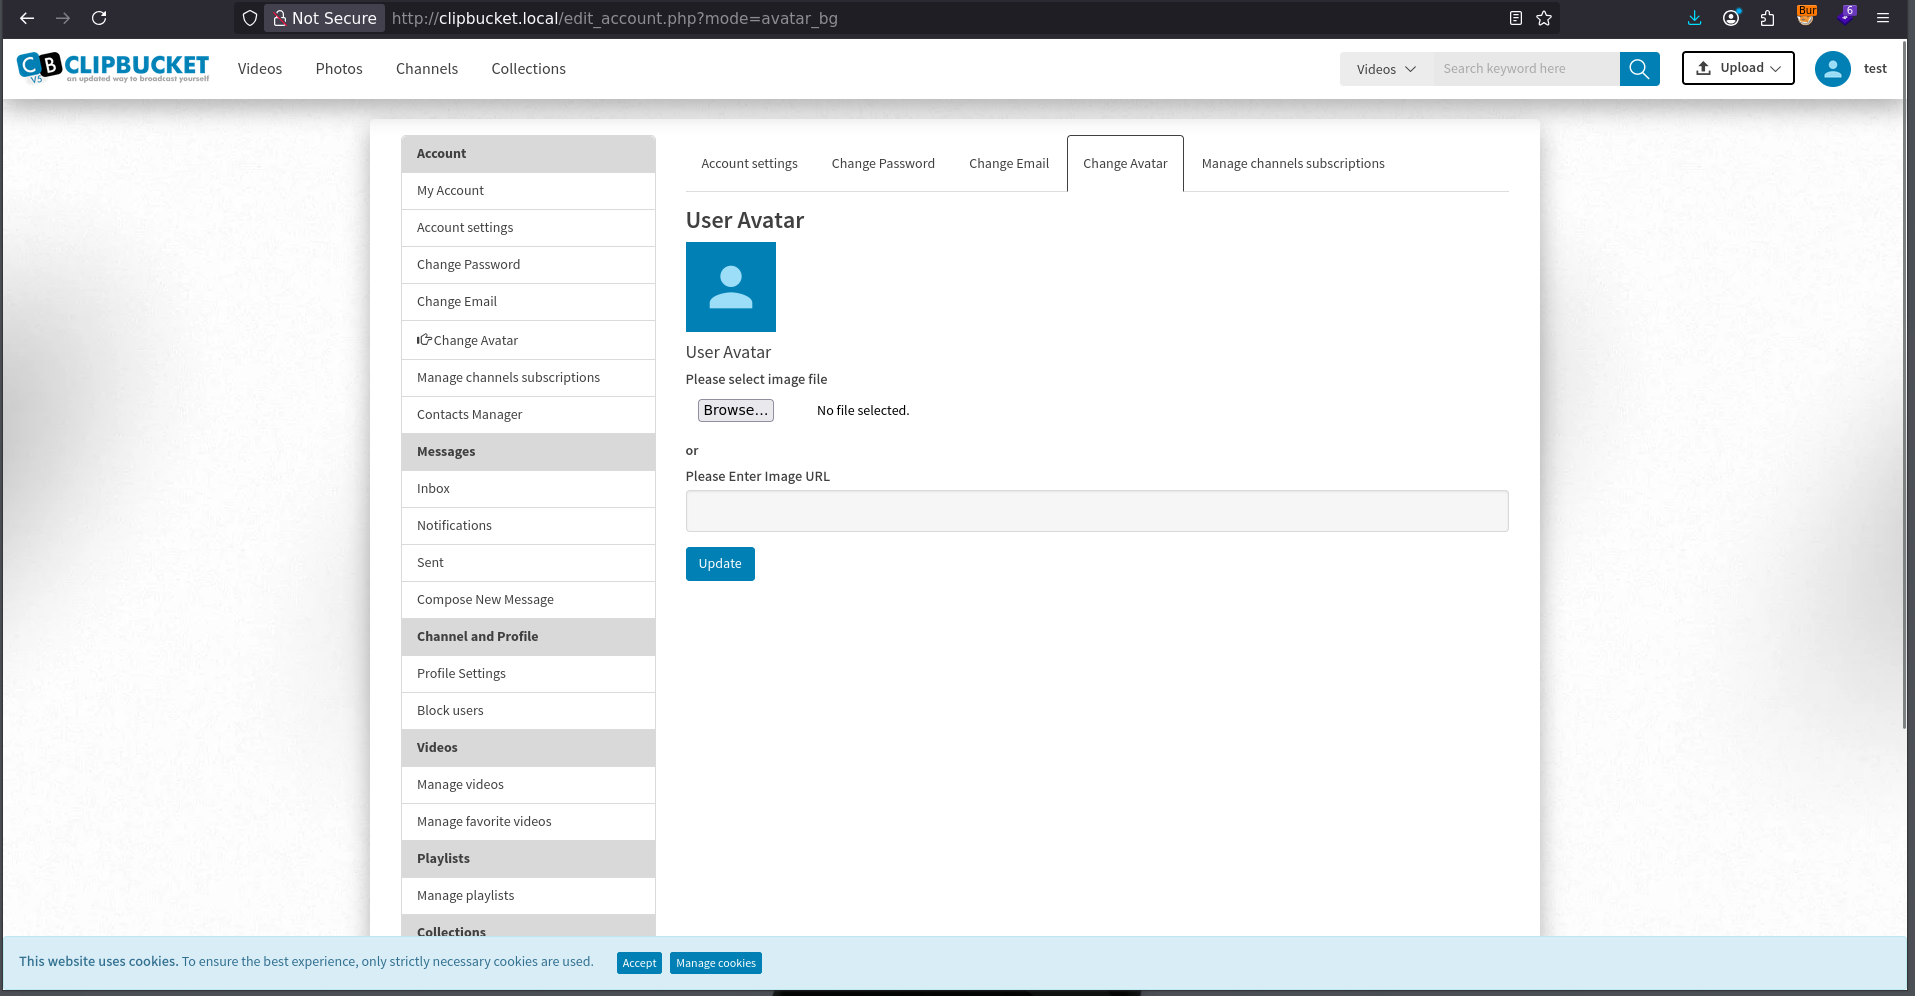 Not Secure http://clipbucket.local/edit_account.php?mode=avatar_bg Bur 6
CB CLIPBUCKET Videos Photos Channels Collections Videos Search keyword here Upload test
V5 an updated way to broadcast yourself
Account
My Account
Account settings
Change Password
Change Email
Change Avatar
Manage channels subscriptions
Contacts Manager
Messages
Inbox
Notifications
Sent
Compose New Message
Channel and Profile
Profile Settings
Block users
Videos
Manage videos
Manage favorite videos
Playlists
Manage playlists
Collections
Account settings Change Password Change Email Change Avatar Manage channels subscriptions
User Avatar
User Avatar
Please select image file
Browse... No file selected.
or
Please Enter Image URL
Update
This website uses cookies. To ensure the best experience, only strictly necessary cookies are used. Accept Manage cookies